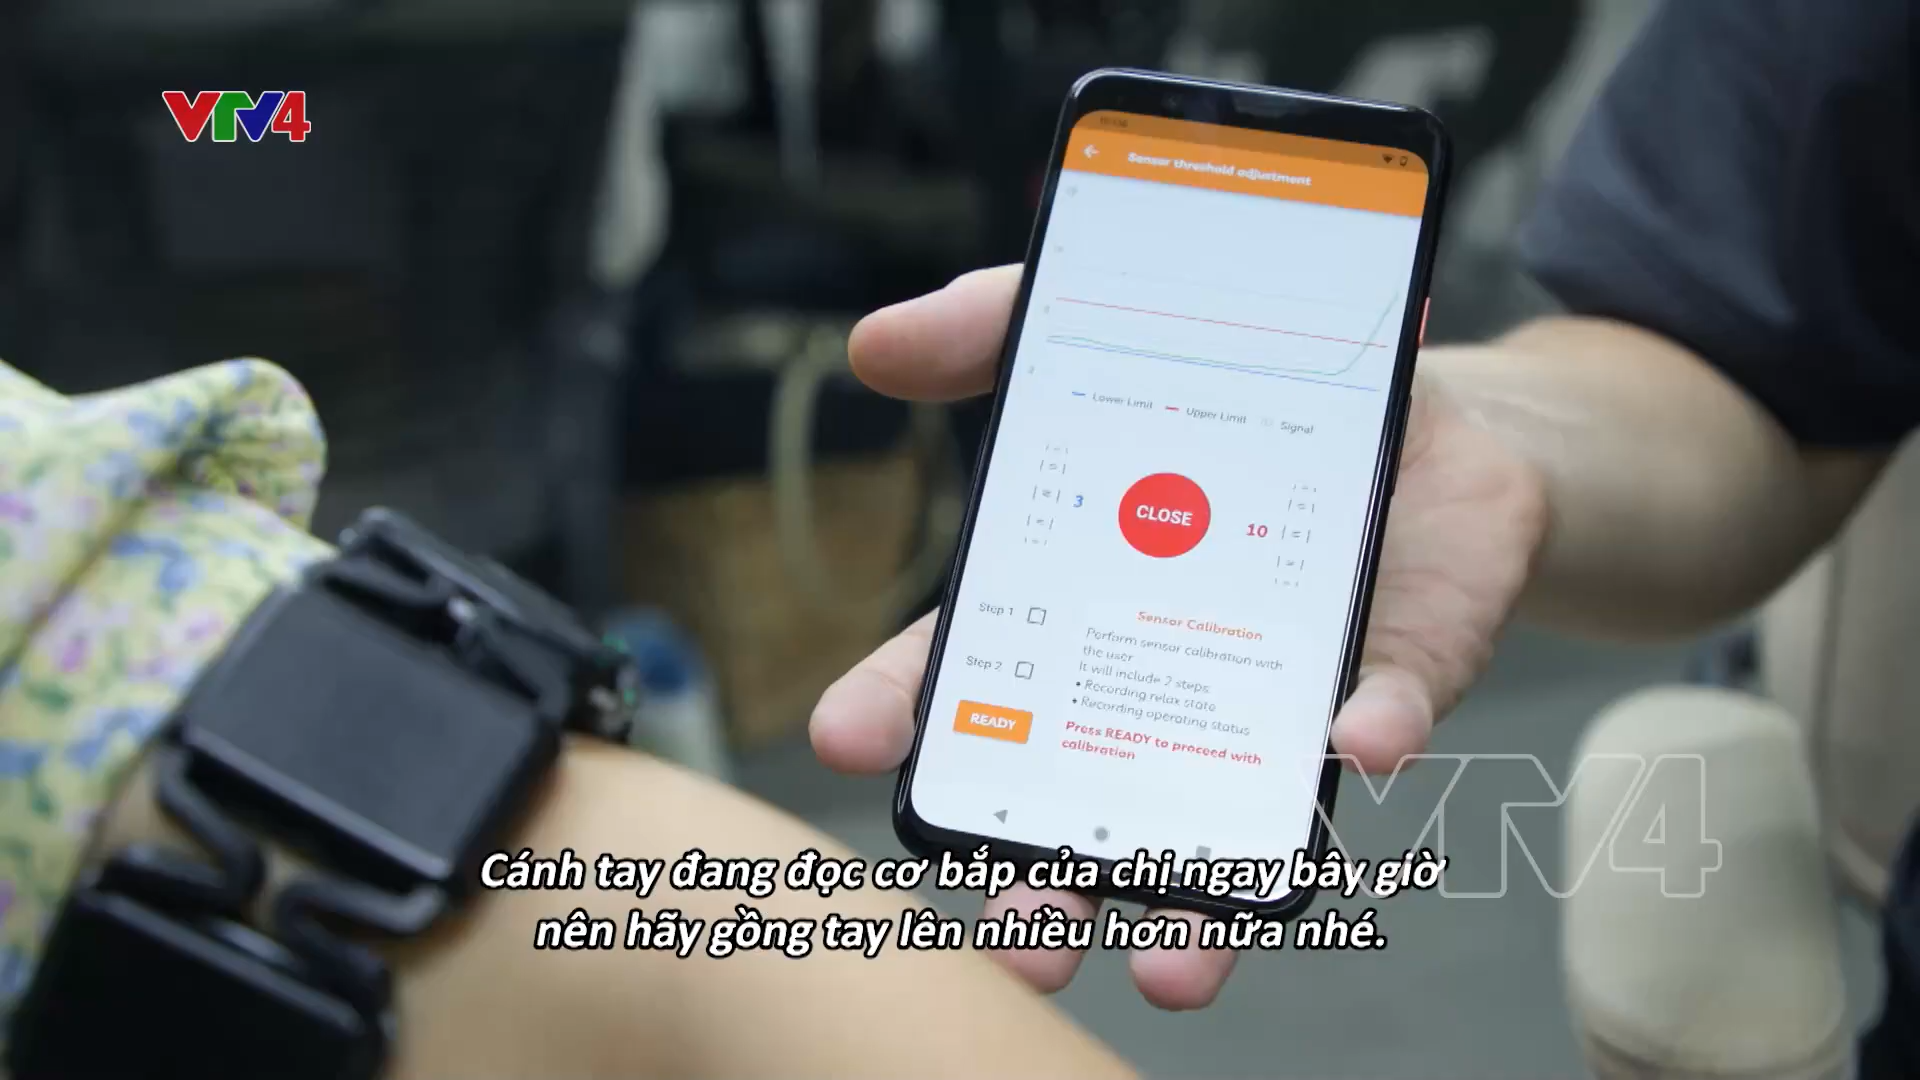 VTV4
Sensor threshold adjustment
Lower Limit
Upper Limit
Signal
3
CLOSE
10
Step 1
Step 2
READY
Sensor Calibration
Perform sensor calibration with
the user
It will include 2 steps:
• Recording relax state
• Recording operating status
Press READY to proceed with
calibration
VTV4
Cánh tay đang đọc cơ bắp của chị ngay bây giờ
nên hãy gồng tay lên nhiều hơn nữa nhé.